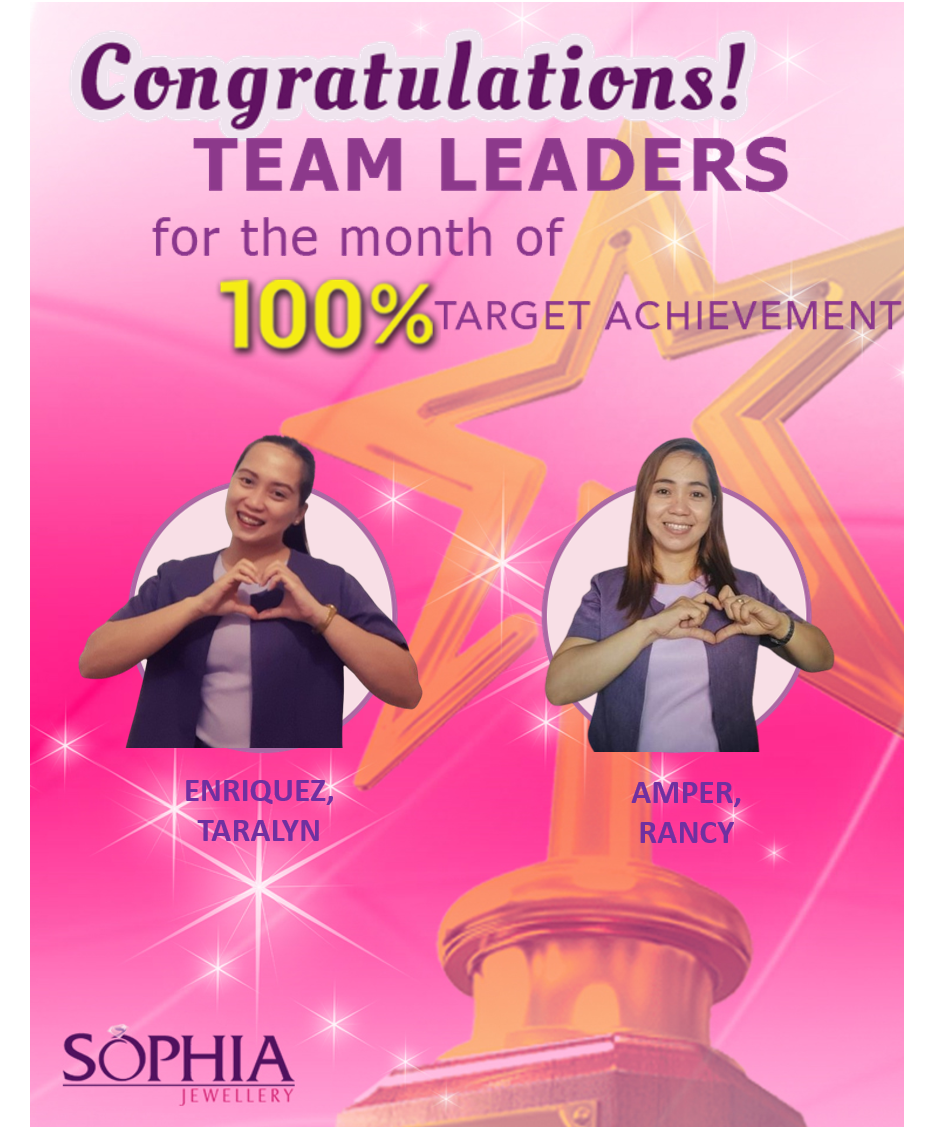 Congratulations!
TEAM LEADERS
for the month of
100% TARGET ACHIEVEMENT
ENRIQUEZ,
TARALYN
AMPER,
RANCY
SOPHIA
JEWELLERY